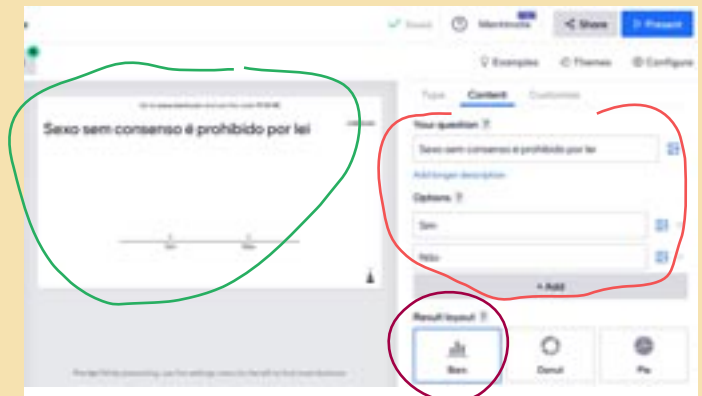 Saved
Mentimote
Share
Present
Examples
Themes
Configure
Type
Content
Customize
Sexo sem consenso é prohibido por lei
Sim
Não
Your question ?
Sexo sem consenso é prohibido por lei
Add longer description
Options ?
Sim
Não
+ Add
Result layout ?
Bars
Donut
Pie